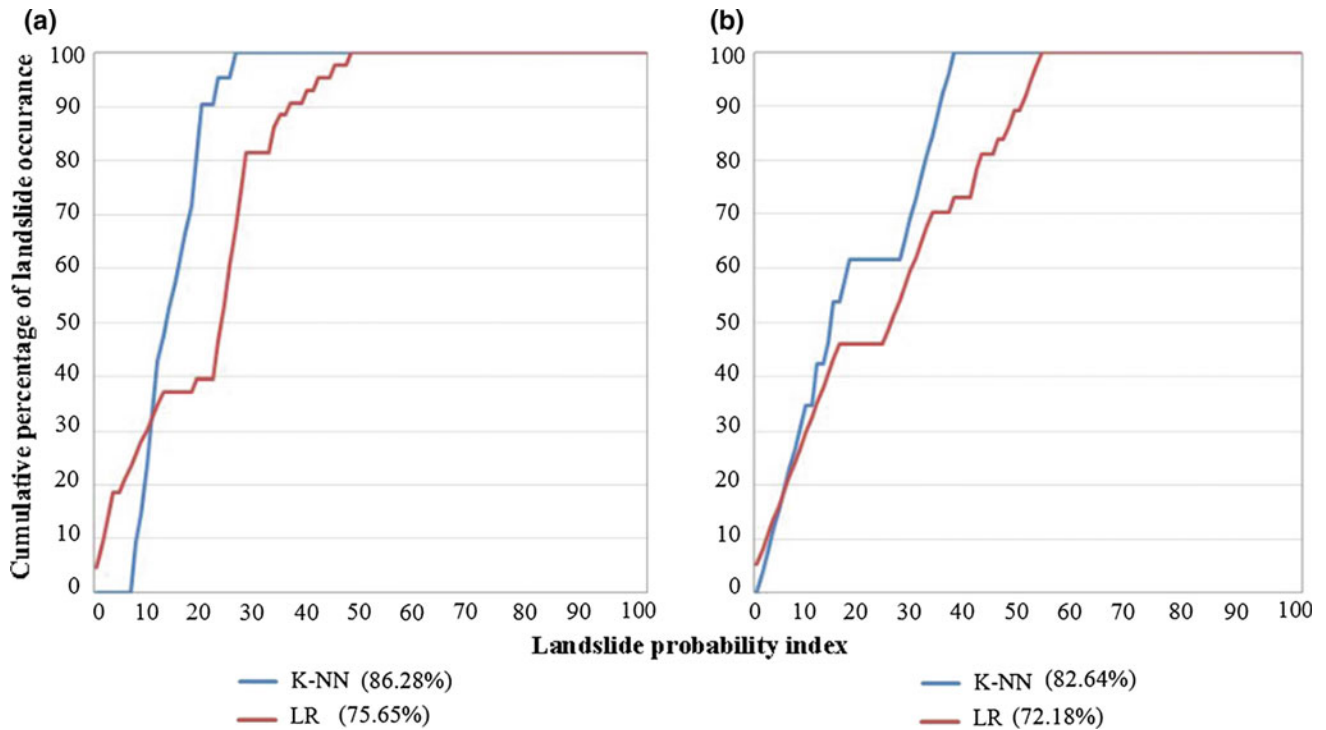 (a)
(b)
Cumulative percentage of landslide occurance
100
90
80
70
60
50
40
30
20
10
0
0 10 20 30 40 50 60 70 80 90 100
100
90
80
70
60
50
40
30
20
10
0
0 10 20 30 40 50 60 70 80 90 100
Landslide probability index
K-NN (86.28%)
LR (75.65%)
K-NN (82.64%)
LR (72.18%)